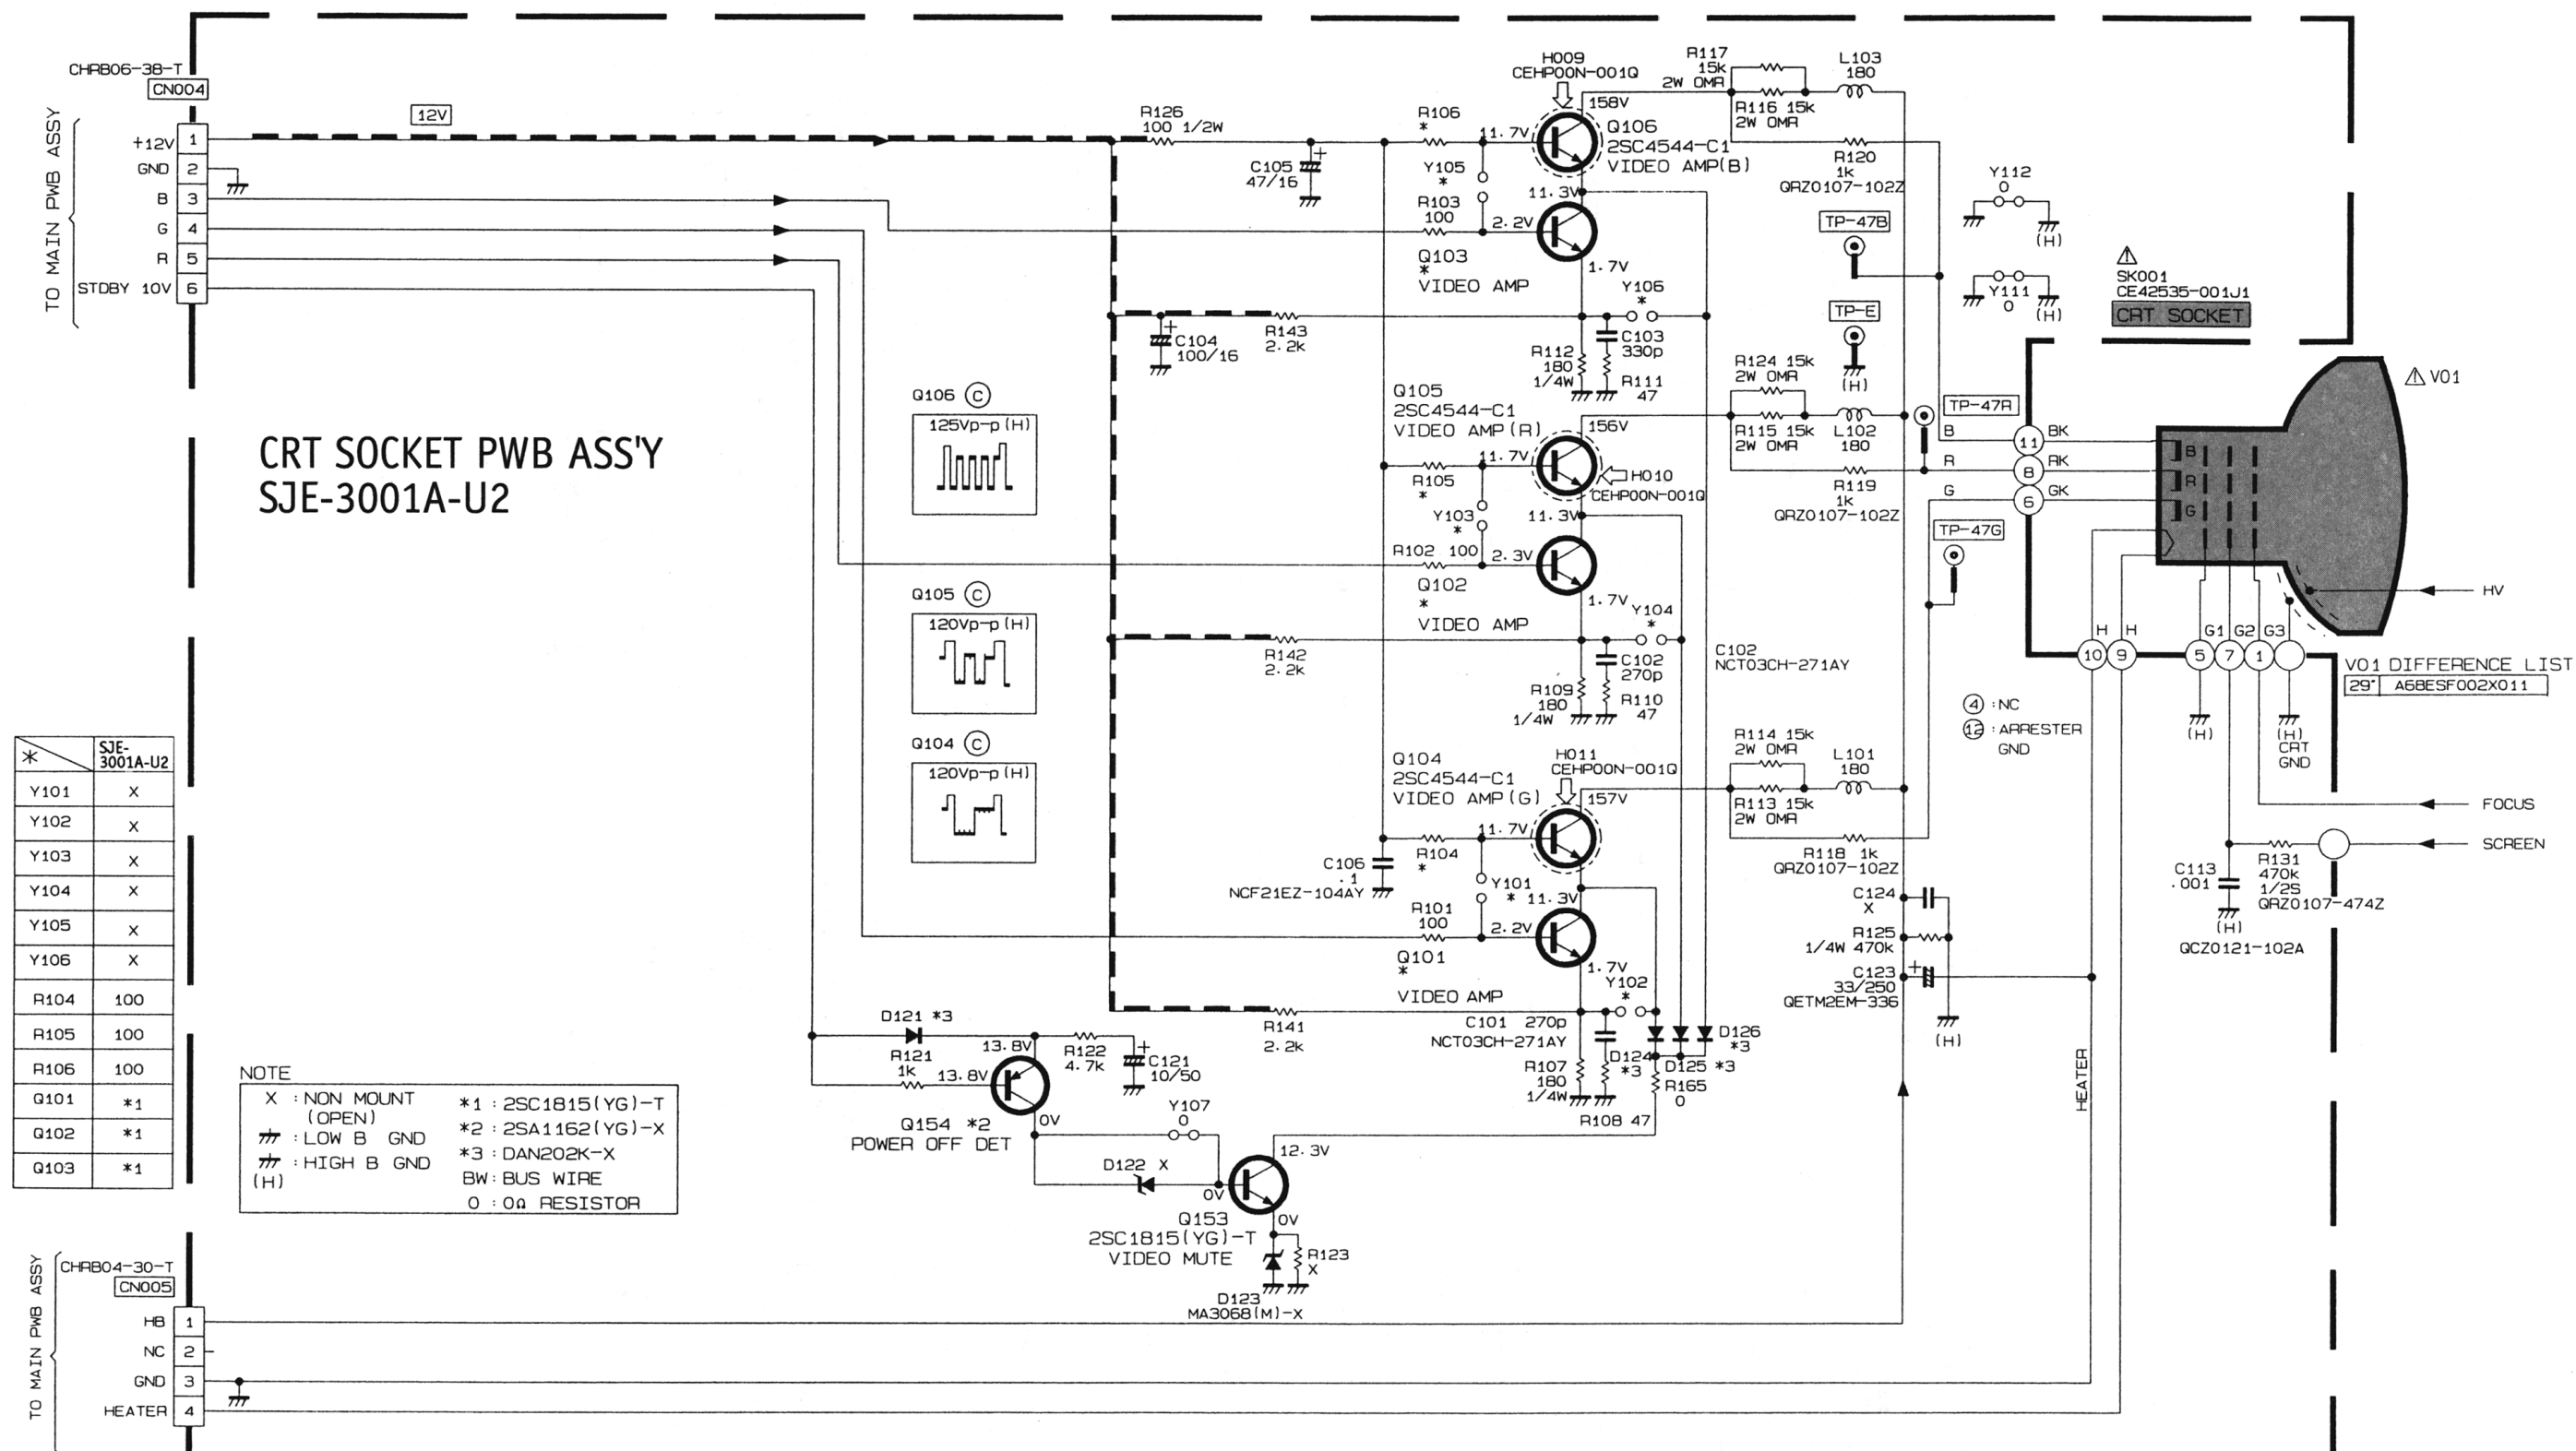 CRT SOCKET PWB ASS'Y
SJE-3001A-U2
CHRB06-38-T
CN004
TO MAIN PWB ASSY
+12V 1
GND 2
B 3
G 4
R 5
STDBY 10V 6
12V
R126
100 1/2W
C105
47/16
R106
*
11.7V
Y105
*
R103
100
2.2V
Q103
*
VIDEO AMP
H009
CEHP00N-001Q
158V
Q106
2SC4544-C1
VIDEO AMP(B)
11.3V
1.7V
Y106
*
C103
330p
R112
180
1/4W
R111
47
R117
15k
2W OMR
R116 15k
2W OMR
L103
180
R120
1k
QRZ0107-102Z
TP-47B
TP-E
(H)
Y112
0
(H)
Y111
0
(H)
SK001
CE42535-001J1
CRT SOCKET
C104
100/16
R143
2.2k
Q106 C
125Vp-p(H)
Q105
2SC4544-C1
VIDEO AMP(R)
11.7V
R105
*
Y103
*
R102 100
2.3V
Q102
*
VIDEO AMP
156V
H010
CEHP00N-001Q
11.3V
1.7V
Y104
*
C102
270p
R109
180
1/4W
R110
47
C102
NCT03CH-271AY
R124 15k
2W OMR
R115 15k
2W OMR
L102
180
R119
1k
QRZ0107-102Z
TP-47R
TP-47G
B 11 BK
R 8 RK
G 6 GK
B
R
G
V01
HV
H H G1 G2 G3
10 9 5 7 1
V01 DIFFERENCE LIST
29" A68ESF002X011
4 : NC
12 : ARRESTER
GND
(H)
(H)
CRT
GND
FOCUS
SCREEN
R131
470k
1/2S
QRZ0107-474Z
C113
.001
(H)
QCZ0121-102A
Q105 C
120Vp-p(H)
R142
2.2k
Q104 C
120Vp-p(H)
Q104
2SC4544-C1
VIDEO AMP(G)
H011
CEHP00N-001Q
157V
11.7V
R104
*
C106
.1
NCF21EZ-104AY
Y101
*
11.3V
R101
100
2.2V
Q101
*
VIDEO AMP
1.7V
Y102
*
R114 15k
2W OMR
R113 15k
2W OMR
L101
180
R118 1k
QRZ0107-102Z
C124
X
R125
1/4W 470k
C123
33/250
QETM2EM-336
(H)
HEATER
R141
2.2k
C101 270p
NCT03CH-271AY
R107
180
1/4W
R108 47
D124
*3
D125 *3
D126
*3
R165
0
D121 *3
R121
1k
13.8V
13.8V
R122
4.7k
C121
10/50
Q154 *2
POWER OFF DET
0V
Y107
0
D122 X
0V
12.3V
Q153
2SC1815(YG)-T
VIDEO MUTE
0V
R123
X
D123
MA3068(M)-X
* SJE-
3001A-U2
Y101 X
Y102 X
Y103 X
Y104 X
Y105 X
Y106 X
R104 100
R105 100
R106 100
Q101 *1
Q102 *1
Q103 *1
NOTE
X : NON MOUNT
(OPEN)
: LOW B GND
: HIGH B GND
(H)
*1 : 2SC1815(YG)-T
*2 : 2SA1162(YG)-X
*3 : DAN202K-X
BW : BUS WIRE
0 : 0Ω RESISTOR
CHRB04-30-T
CN005
TO MAIN PWB ASSY
HB 1
NC 2
GND 3
HEATER 4